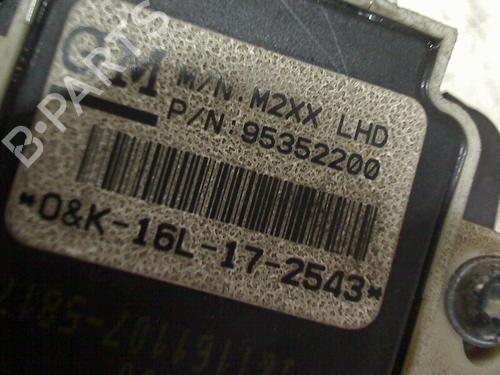 GM
M/N: M2XX LHD
P/N: 95352200
*O&K-16L-17-2543*
B-Parts